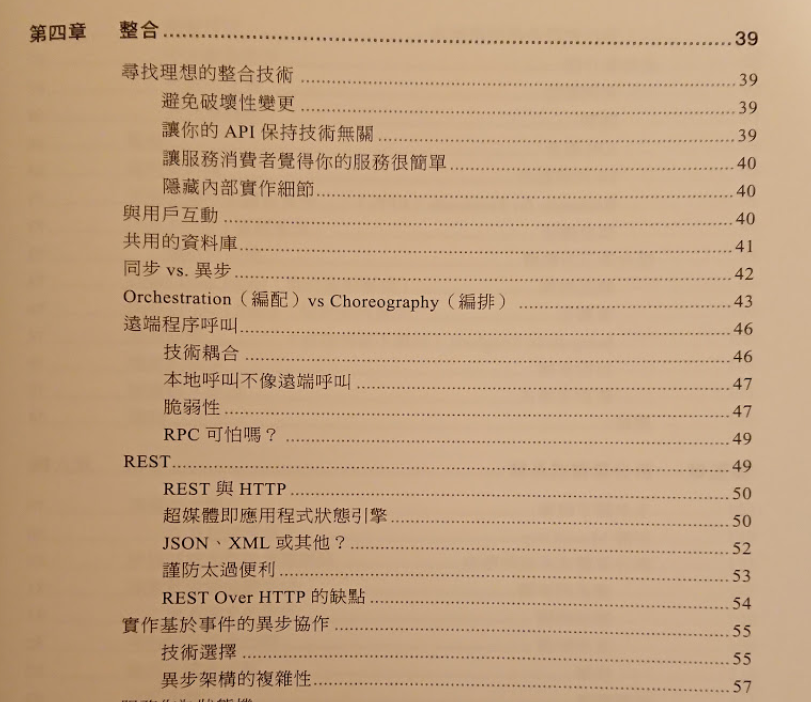 第四章 整合 39
尋找理想的整合技術 39
避免破壞性變更 39
讓你的 API 保持技術無關 39
讓服務消費者覺得你的服務很簡單 40
隱藏內部實作細節 40
與用戶互動 40
共用的資料庫 41
同步 vs. 異步 42
Orchestration（編配）vs Choreography（編排） 43
遠端程序呼叫 46
技術耦合 46
本地呼叫不像遠端呼叫 47
脆弱性 47
RPC 可怕嗎？ 49
REST 49
REST 與 HTTP 50
超媒體即應用程式狀態引擎 50
JSON、XML 或其他？ 52
謹防太過便利 53
REST Over HTTP 的缺點 54
實作基於事件的異步協作 55
技術選擇 55
異步架構的複雜性 57